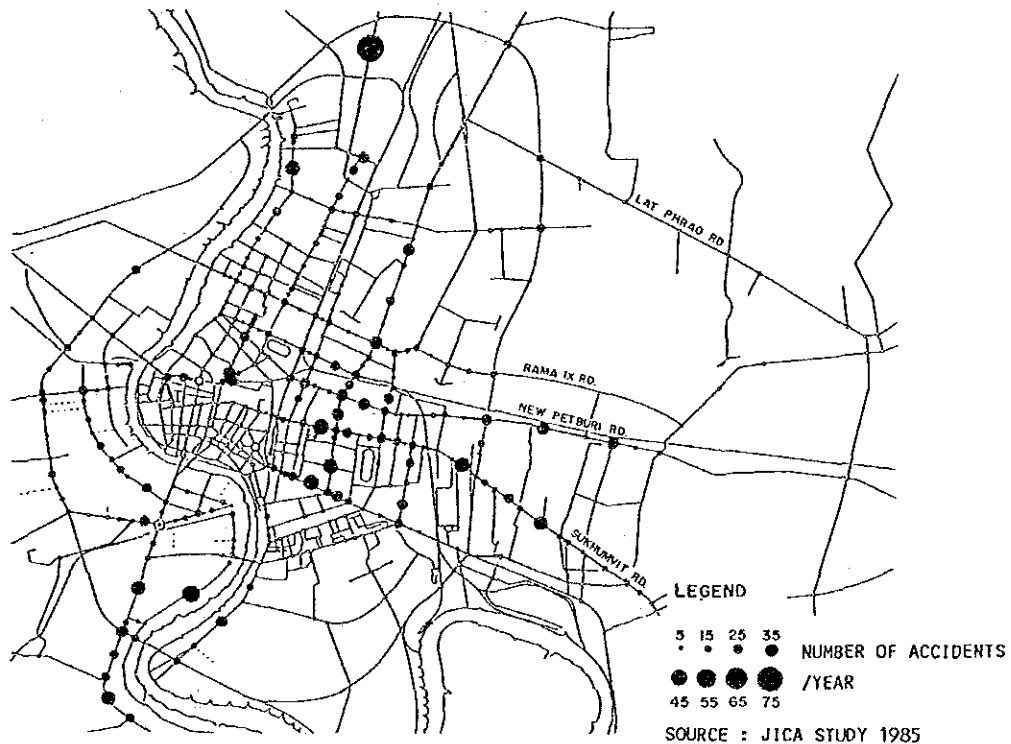 LAT PHRAO RD.
RAMA IX RD.
NEW PETBURI RD.
SUKHUMVIT RD.
LEGEND
5 15 25 35
NUMBER OF ACCIDENTS
/YEAR
45 55 65 75
SOURCE : JICA STUDY 1985